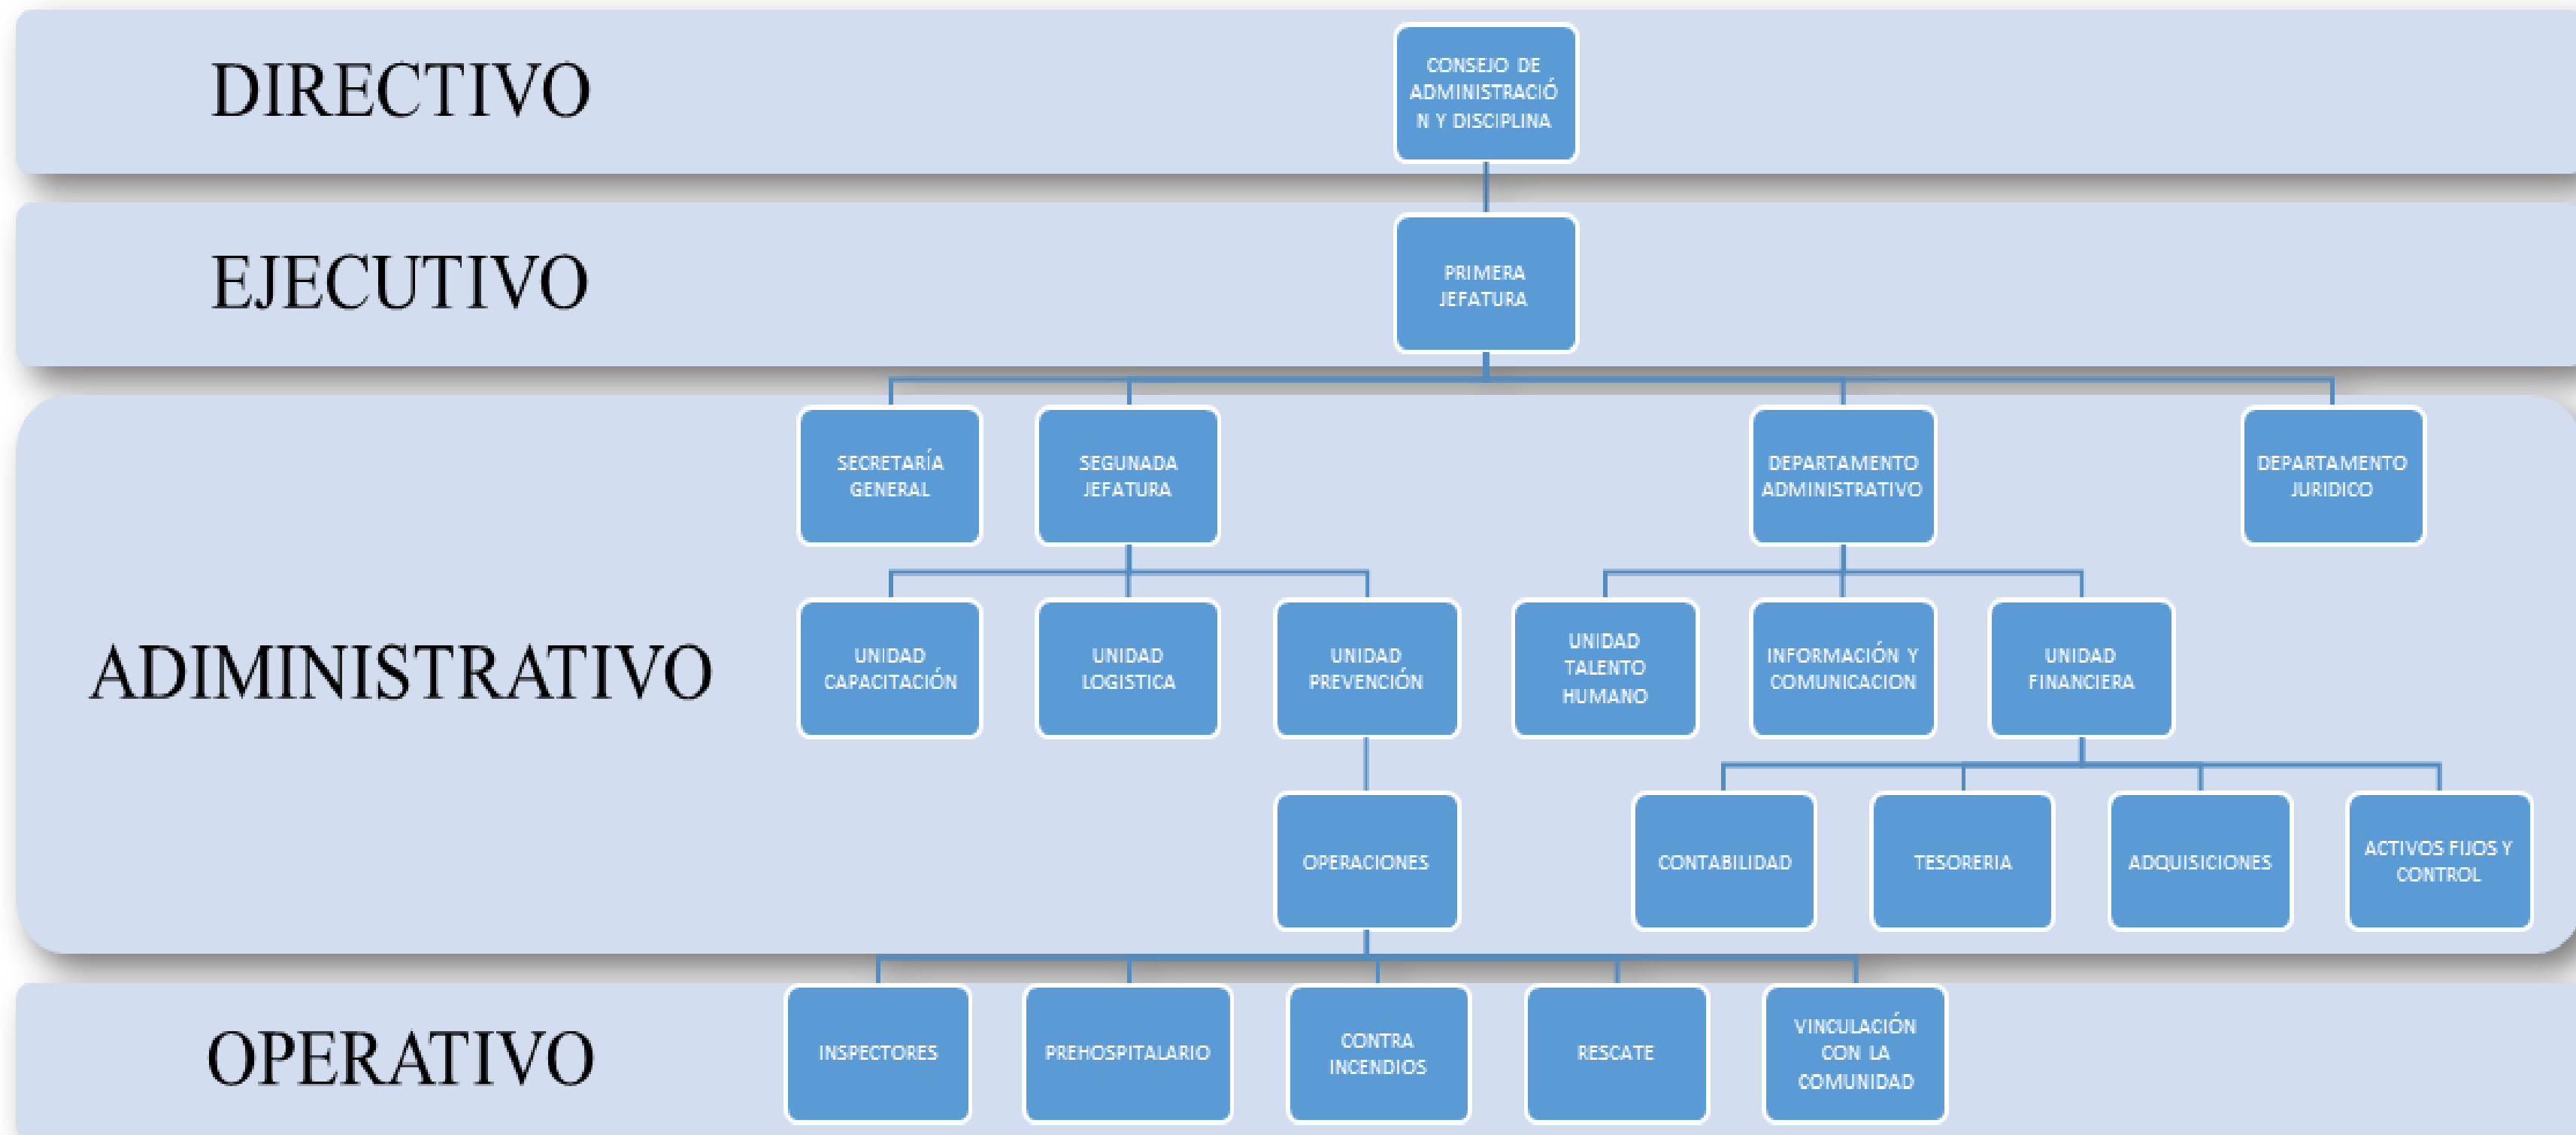 DIRECTIVO
CONSEJO DE
ADMINISTRACIÓ
N Y DISCIPLINA
EJECUTIVO
PRIMERA
JEFATURA
ADIMINISTRATIVO
SECRETARÍA
GENERAL
SEGUNADA
JEFATURA
DEPARTAMENTO
ADMINISTRATIVO
DEPARTAMENTO
JURIDICO
UNIDAD
CAPACITACIÓN
UNIDAD
LOGISTICA
UNIDAD
PREVENCIÓN
UNIDAD
TALENTO
HUMANO
INFORMACIÓN Y
COMUNICACION
UNIDAD
FINANCIERA
OPERACIONES
CONTABILIDAD
TESORERIA
ADQUISICIONES
ACTIVOS FIJOS Y
CONTROL
OPERATIVO
INSPECTORES
PREHOSPITALARIO
CONTRA
INCENDIOS
RESCATE
VINCULACIÓN
CON LA
COMUNIDAD